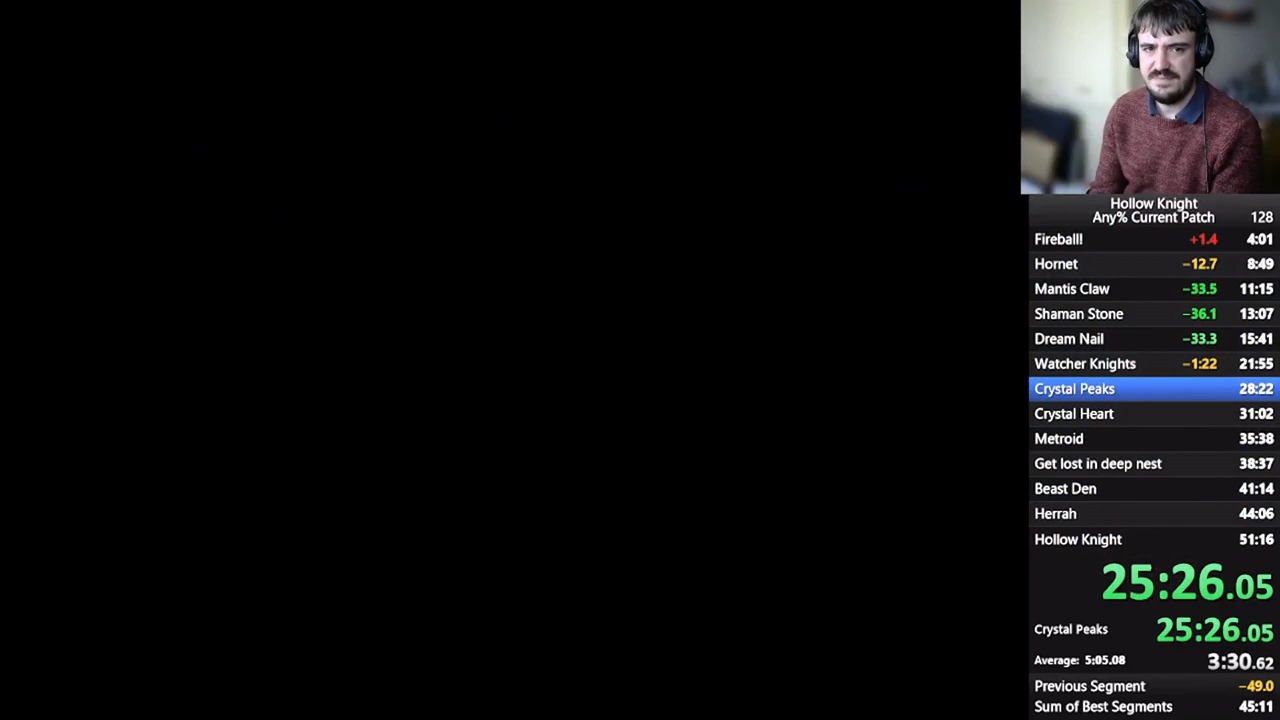 Hollow Knight
Any% Current Patch 128
Fireball! +1.4 4:01
Hornet −12.7 8:49
Mantis Claw −33.5 11:15
Shaman Stone −36.1 13:07
Dream Nail −33.3 15:41
Watcher Knights −1:22 21:55
Crystal Peaks 28:22
Crystal Heart 31:02
Metroid 35:38
Get lost in deep nest 38:37
Beast Den 41:14
Herrah 44:06
Hollow Knight 51:16
25:26.05
Crystal Peaks 25:26.05
Average: 5:05.08 3:30.62
Previous Segment −49.0
Sum of Best Segments 45:11